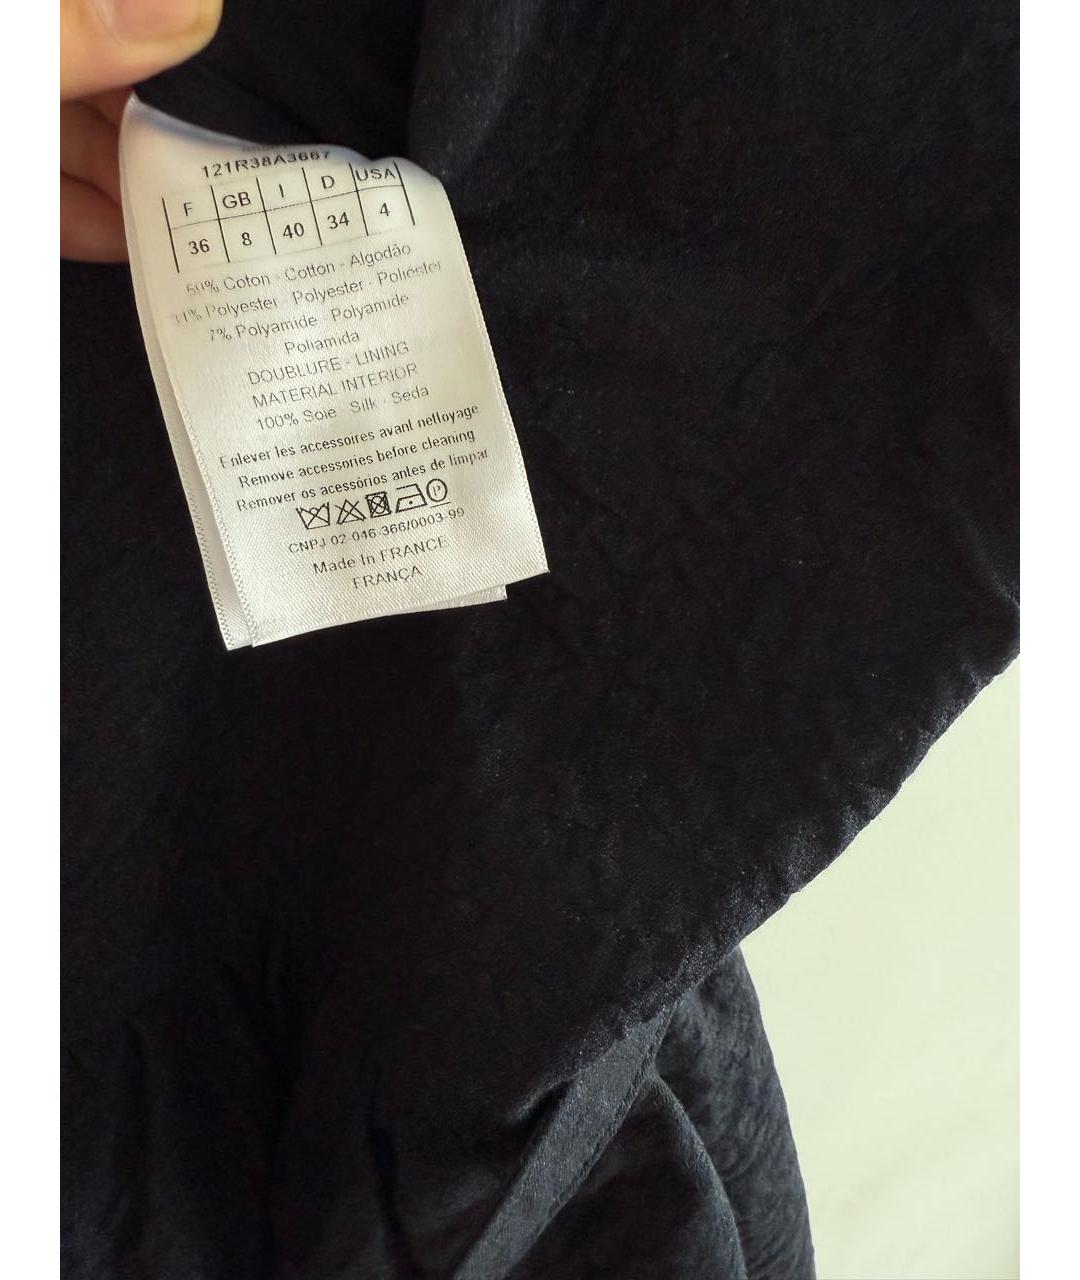 121R38A3667
F GB I D USA
36 8 40 34 4
Coton - Cotton - Algodão
Polyester - Polyester - Poliéster
7% Polyamide Polyamide
Poliamida
DOUBLURE - LINING
MATERIAL INTERIOR
100% Soie Silk - Seda
Enlever les accessoires avant nettoyage
Remove accessories before cleaning
Remover os acessórios antes de limpar
P
CNPJ 02 046 366/0003-99
Made In FRANCE
FRANÇA